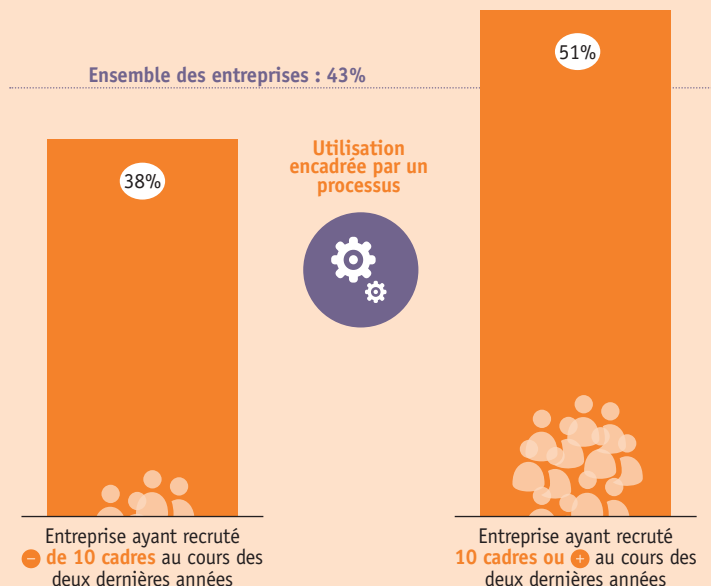 51%
Ensemble des entreprises : 43%
38%
Utilisation
encadrée par un
processus
Entreprise ayant recruté
- de 10 cadres au cours des
deux dernières années
Entreprise ayant recruté
10 cadres ou + au cours des
deux dernières années